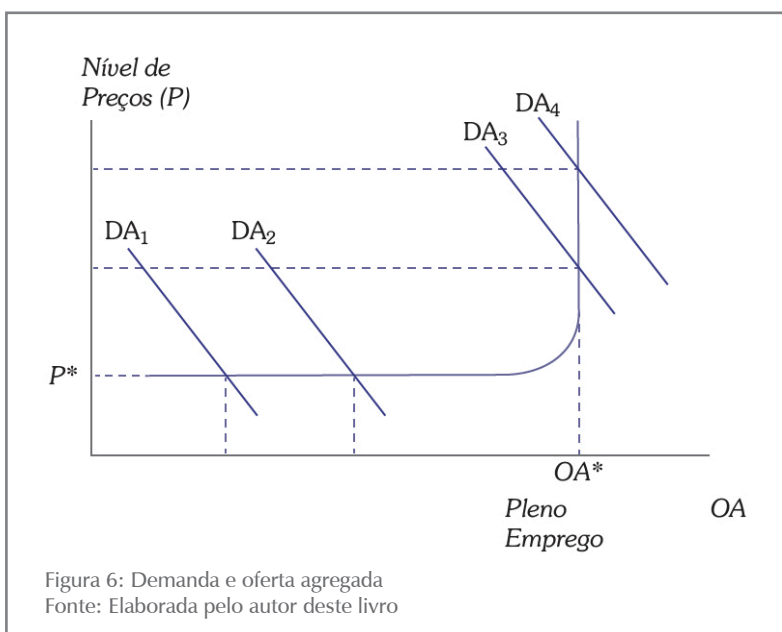 Nível de
Preços (P)
DA₄
DA₃
DA₁
DA₂
P*
OA*
Pleno
Emprego
OA
Figura 6: Demanda e oferta agregada
Fonte: Elaborada pelo autor deste livro